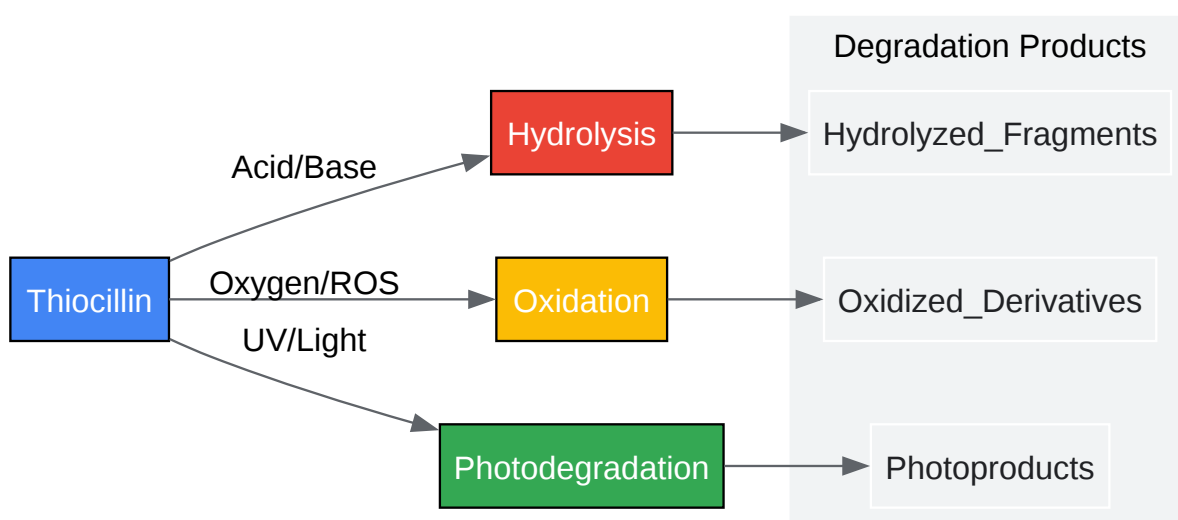 Degradation Products
Hydrolysis
Hydrolyzed_Fragments
Acid/Base
Thiocillin
Oxygen/ROS
Oxidation
Oxidized_Derivatives
UV/Light
Photodegradation
Photoproducts